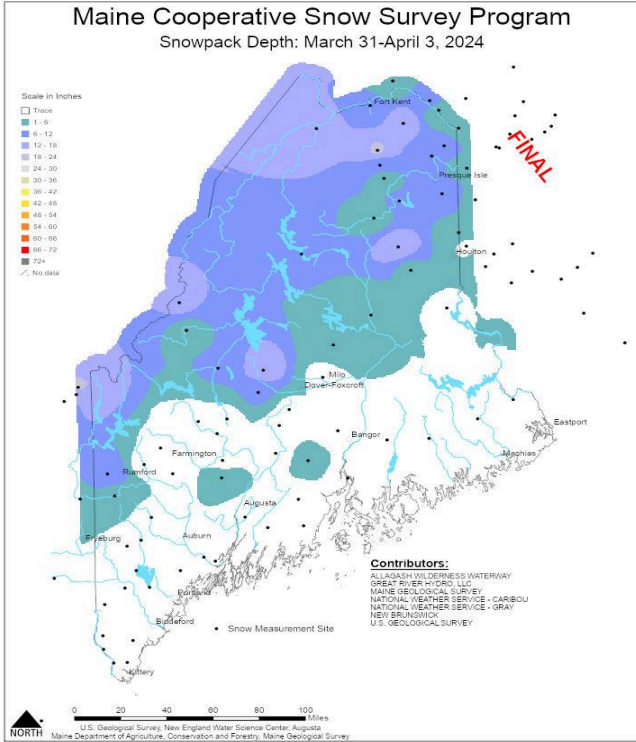 Maine Cooperative Snow Survey Program
Snowpack Depth: March 31-April 3, 2024
Scale in Inches
Trace
1 - 6
6 - 12
12 - 18
18 - 24
24 - 30
30 - 36
36 - 42
42 - 48
48 - 54
54 - 60
60 - 66
66 - 72
72+
No data
FINAL
Fort Kent
Presque Isle
Houlton
Milo
Dover-Foxcroft
Eastport
Bangor
Machias
Farmington
Rumford
Augusta
Fryeburg
Auburn
Portland
Biddeford
Kittery
Contributors:
ALLAGASH WILDERNESS WATERWAY
GREAT RIVER HYDRO, LLC
MAINE GEOLOGICAL SURVEY
NATIONAL WEATHER SERVICE - CARIBOU
NATIONAL WEATHER SERVICE - GRAY
NEW BRUNSWICK
U.S. GEOLOGICAL SURVEY
Snow Measurement Site
0 20 40 60 80 100
Miles
NORTH
U.S. Geological Survey, New England Water Science Center, Augusta
Maine Department of Agriculture, Conservation and Forestry, Maine Geological Survey